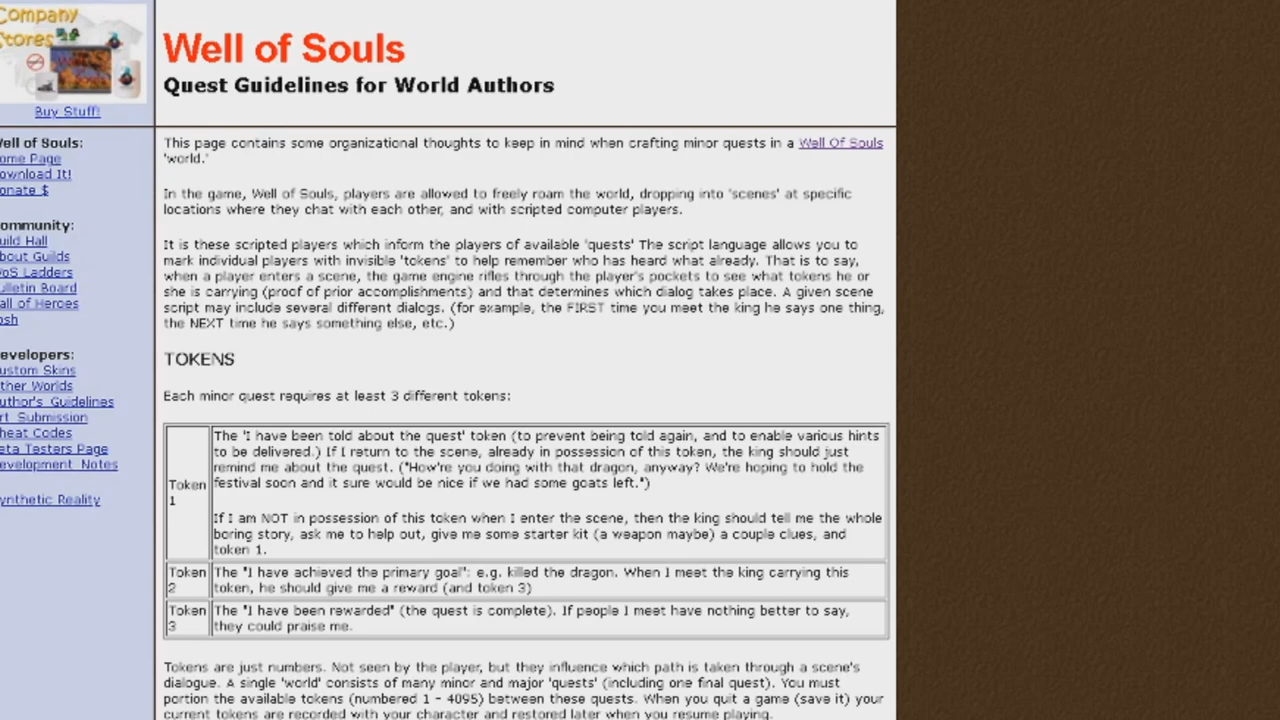 Company
Stores
Buy Stuff!
Well of Souls
Quest Guidelines for World Authors
ell of Souls:
ome Page
ownload It!
onate $
ommunity:
uild Hall
bout Guilds
oS Ladders
ulletin Board
all of Heroes
osh
evelopers:
ustom Skins
ther Worlds
uthor's Guidelines
rt Submission
heat Codes
eta Testers Page
evelopment Notes
ynthetic Reality
This page contains some organizational thoughts to keep in mind when crafting minor quests in a Well Of Souls
'world.'
In the game, Well of Souls, players are allowed to freely roam the world, dropping into 'scenes' at specific
locations where they chat with each other, and with scripted computer players.
It is these scripted players which inform the players of available 'quests' The script language allows you to
mark individual players with invisible 'tokens' to help remember who has heard what already. That is to say,
when a player enters a scene, the game engine rifles through the player's pockets to see what tokens he or
she is carrying (proof of prior accomplishments) and that determines which dialog takes place. A given scene
script may include several different dialogs. (for example, the FIRST time you meet the king he says one thing,
the NEXT time he says something else, etc.)
TOKENS
Each minor quest requires at least 3 different tokens:
Token
1
The 'I have been told about the quest' token (to prevent being told again, and to enable various hints
to be delivered.) If I return to the scene, already in possession of this token, the king should just
remind me about the quest. ("How're you doing with that dragon, anyway? We're hoping to hold the
festival soon and it sure would be nice if we had some goats left.")
If I am NOT in possession of this token when I enter the scene, then the king should tell me the whole
boring story, ask me to help out, give me some starter kit (a weapon maybe) a couple clues, and
token 1.
Token
2
The "I have achieved the primary goal": e.g. killed the dragon. When I meet the king carrying this
token, he should give me a reward (and token 3)
Token
3
The "I have been rewarded" (the quest is complete). If people I meet have nothing better to say,
they could praise me.
Tokens are just numbers. Not seen by the player, but they influence which path is taken through a scene's
dialogue. A single 'world' consists of many minor and major 'quests' (including one final quest). You must
portion the available tokens (numbered 1 - 4095) between these quests. When you quit a game (save it) your
current tokens are recorded with your character and restored later when you resume playing.